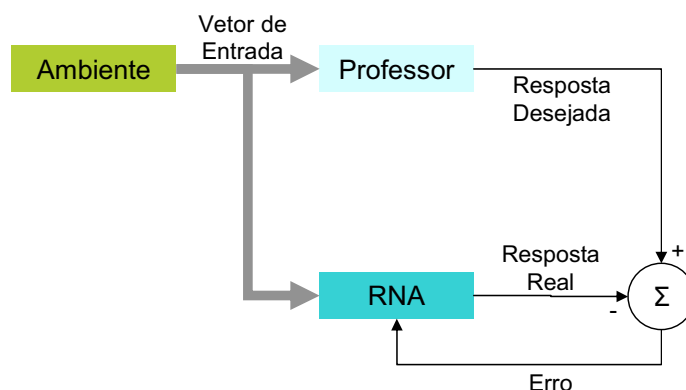 Vetor de
Entrada
Ambiente
Professor
Resposta
Desejada
+
Resposta
Real
RNA
-
Σ
Erro